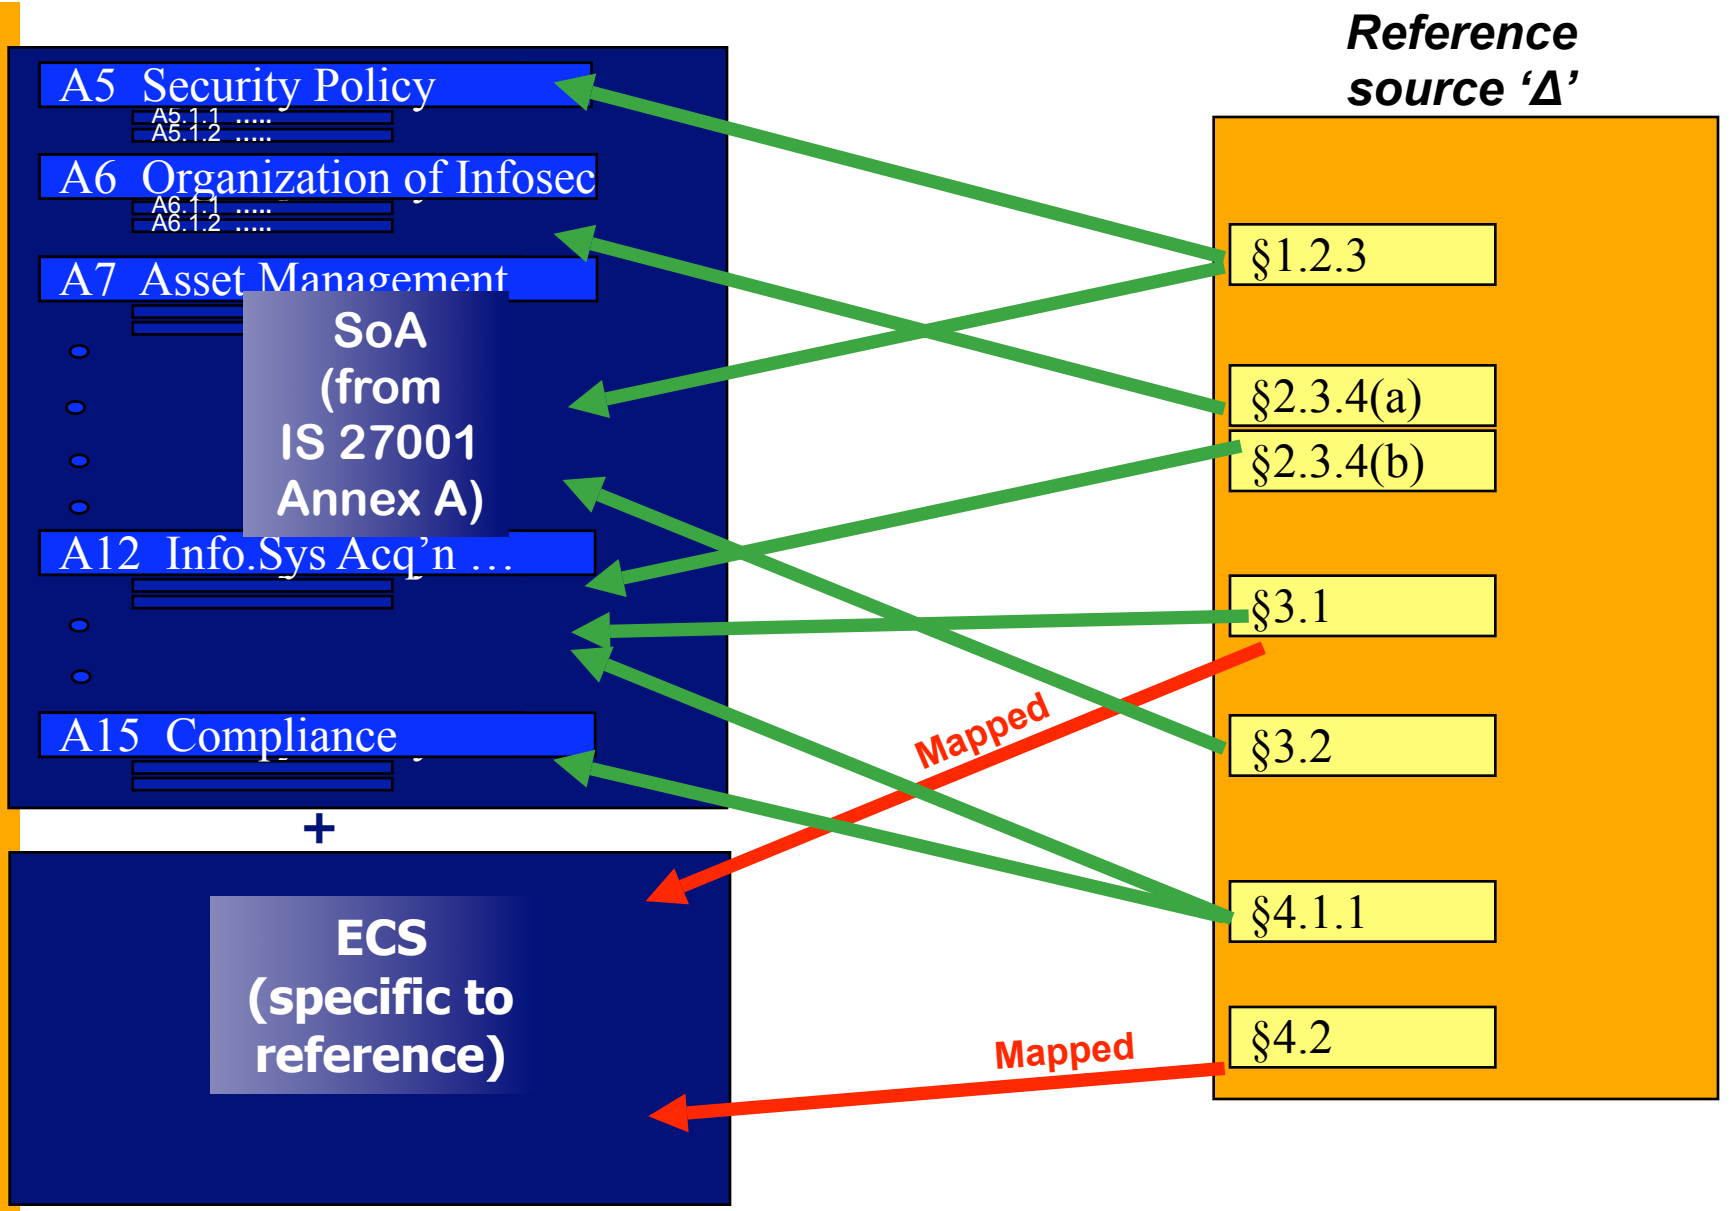 Reference
source ‘Δ’
A5 Security Policy
A5.1.1 .....
A5.1.2 .....
A6 Organization of Infosec
A6.1.1 .....
A6.1.2 .....
A7 Asset Management
SoA
(from
IS 27001
Annex A)
A12 Info.Sys Acq’n …
A15 Compliance
+
ECS
(specific to
reference)
Mapped
Mapped
§1.2.3
§2.3.4(a)
§2.3.4(b)
§3.1
§3.2
§4.1.1
§4.2